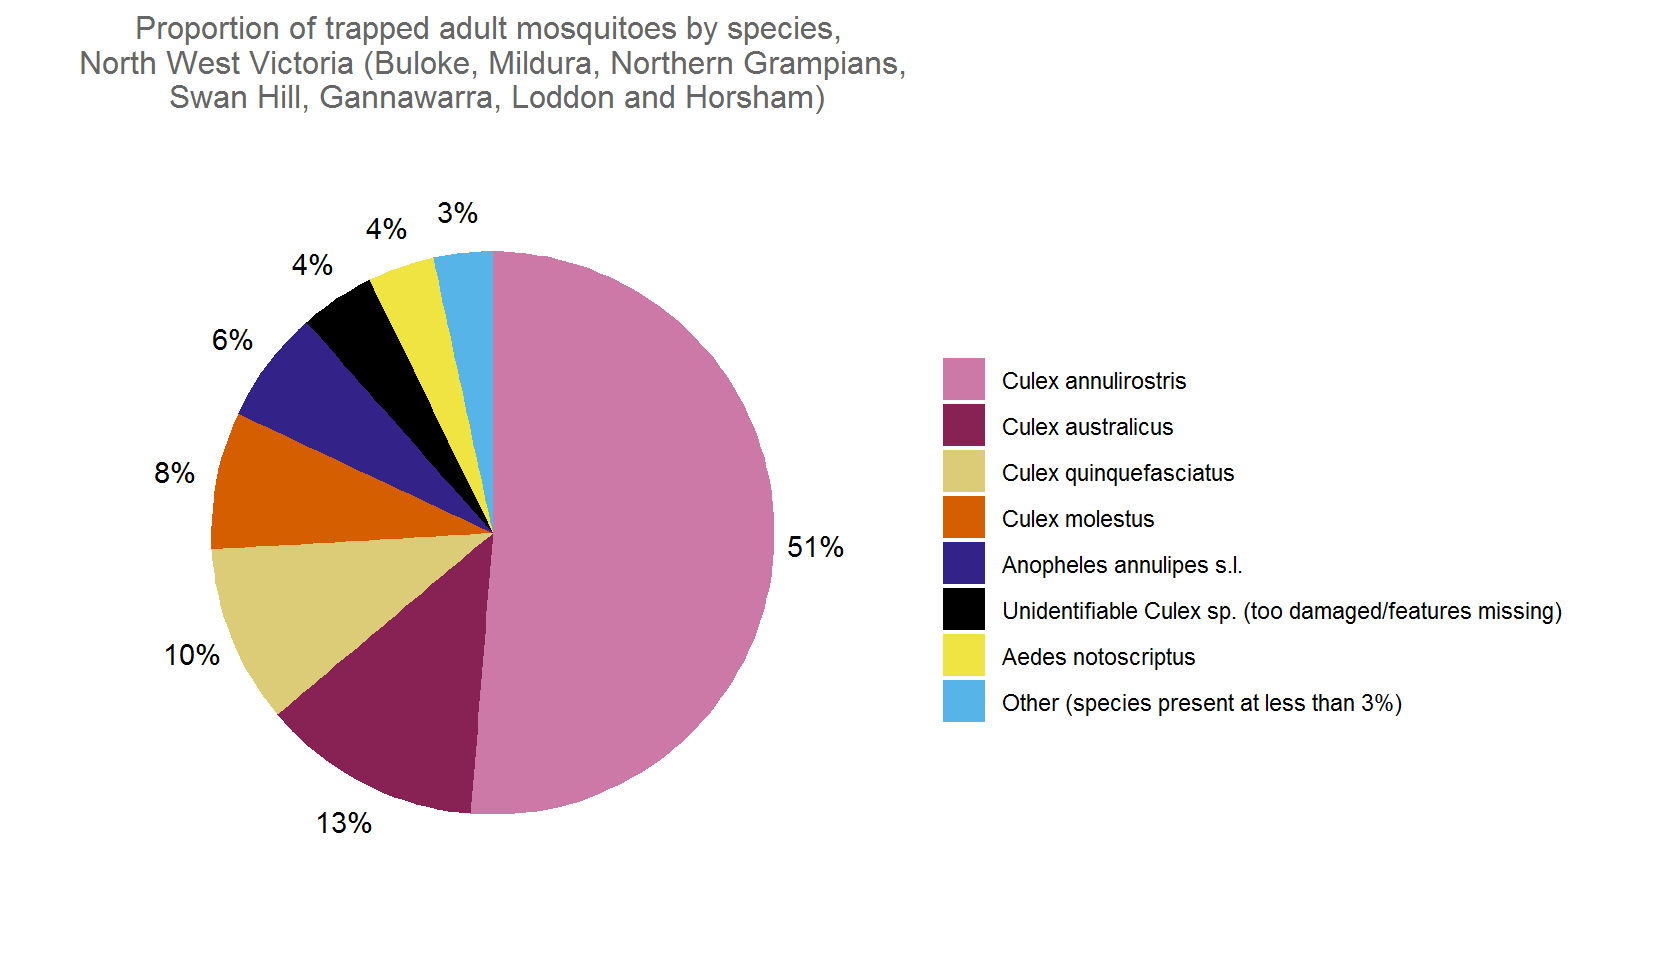 Proportion of trapped adult mosquitoes by species,
North West Victoria (Buloke, Mildura, Northern Grampians,
Swan Hill, Gannawarra, Loddon and Horsham)
3%
4%
4%
6%
8%
51%
10%
13%
Culex annulirostris
Culex australicus
Culex quinquefasciatus
Culex molestus
Anopheles annulipes s.l.
Unidentifiable Culex sp. (too damaged/features missing)
Aedes notoscriptus
Other (species present at less than 3%)